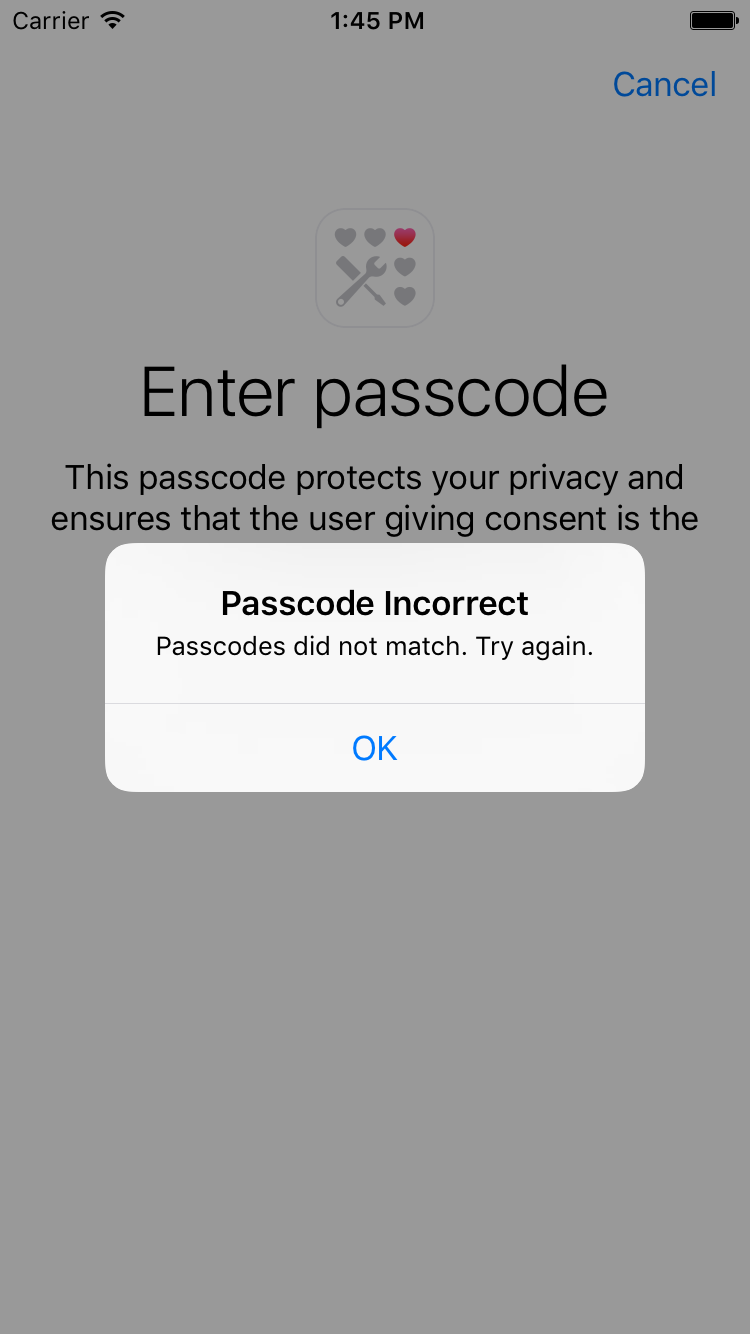 Carrier 1:45 PM
Cancel
Enter passcode
This passcode protects your privacy and
ensures that the user giving consent is the
Passcode Incorrect
Passcodes did not match. Try again.
OK